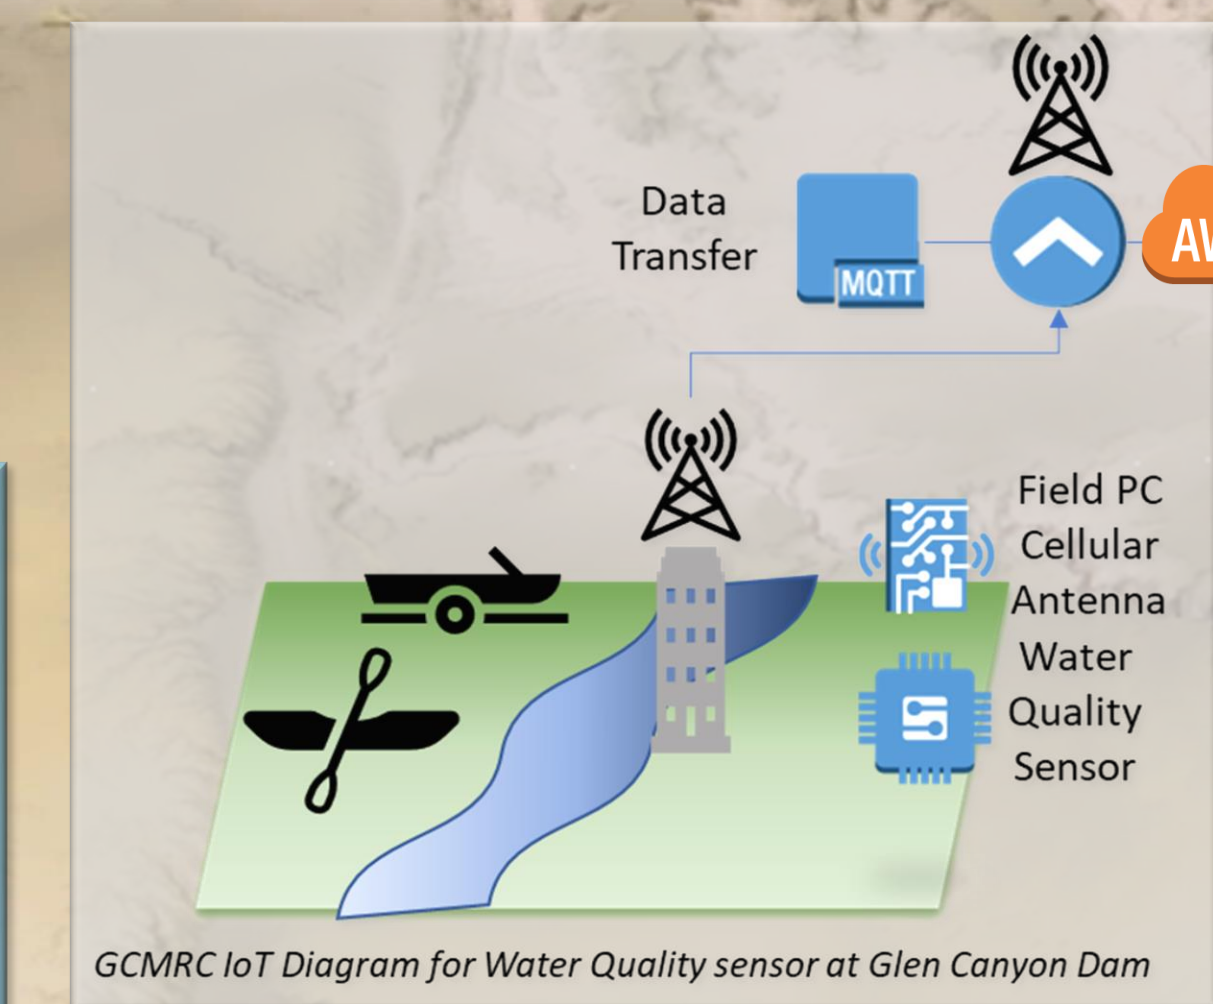 Data
Transfer
MQTT
Field PC
Cellular
Antenna
Water
Quality
Sensor
GCMRC IoT Diagram for Water Quality sensor at Glen Canyon Dam